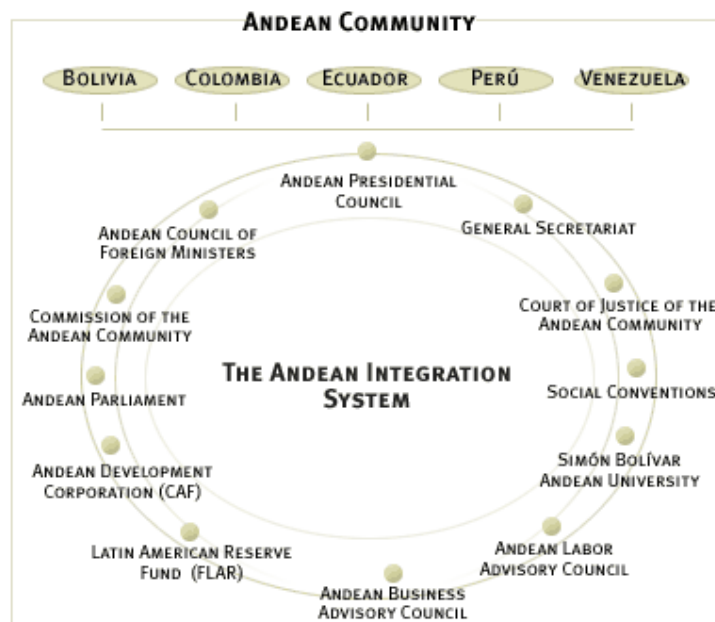 ANDEAN COMMUNITY
BOLIVIA COLOMBIA ECUADOR PERÚ VENEZUELA
ANDEAN PRESIDENTIAL
COUNCIL
GENERAL SECRETARIAT
ANDEAN COUNCIL OF
FOREIGN MINISTERS
COURT OF JUSTICE OF THE
ANDEAN COMMUNITY
COMMISSION OF THE
ANDEAN COMMUNITY
THE ANDEAN INTEGRATION
SYSTEM
SOCIAL CONVENTIONS
ANDEAN PARLIAMENT
SIMÓN BOLÍVAR
ANDEAN UNIVERSITY
ANDEAN DEVELOPMENT
CORPORATION (CAF)
ANDEAN LABOR
ADVISORY COUNCIL
LATIN AMERICAN RESERVE
FUND (FLAR)
ANDEAN BUSINESS
ADVISORY COUNCIL